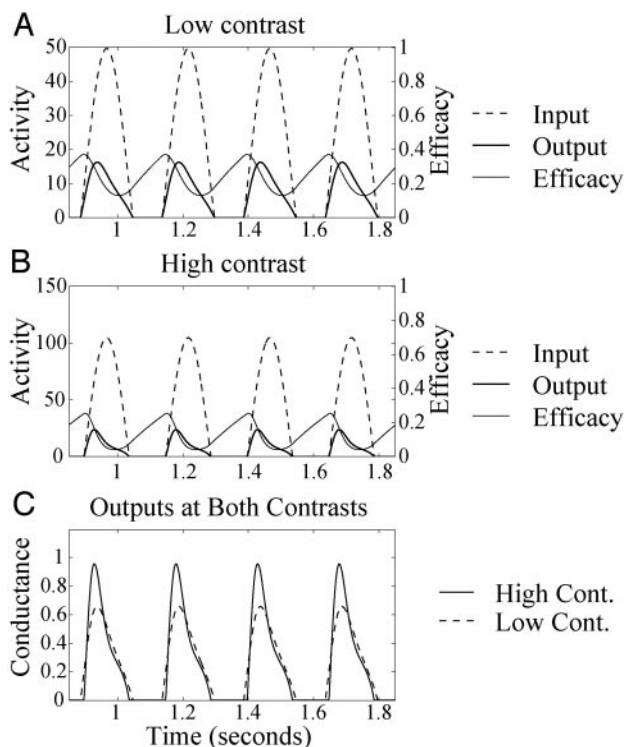 A
Low contrast
50
40
30
20
10
0
Activity
1
0.8
0.6
0.4
0.2
0
Efficacy
1 1.2 1.4 1.6 1.8
Input
Output
Efficacy
B
High contrast
150
100
50
0
Activity
1
0.8
0.6
0.4
0.2
0
Efficacy
1 1.2 1.4 1.6 1.8
Input
Output
Efficacy
C
Outputs at Both Contrasts
1
0.8
0.6
0.4
0.2
0
Conductance
1 1.2 1.4 1.6 1.8
Time (seconds)
High Cont.
Low Cont.